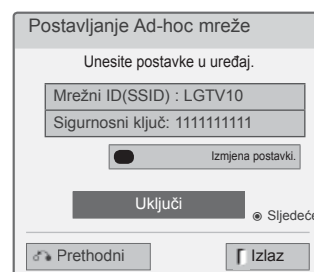 Postavljanje Ad-hoc mreže
Unesite postavke u uređaj.
Mrežni ID(SSID) : LGTV10
Sigurnosni ključ: 1111111111
Izmjena postavki.
Uključi
Sljedeće
Prethodni
Izlaz